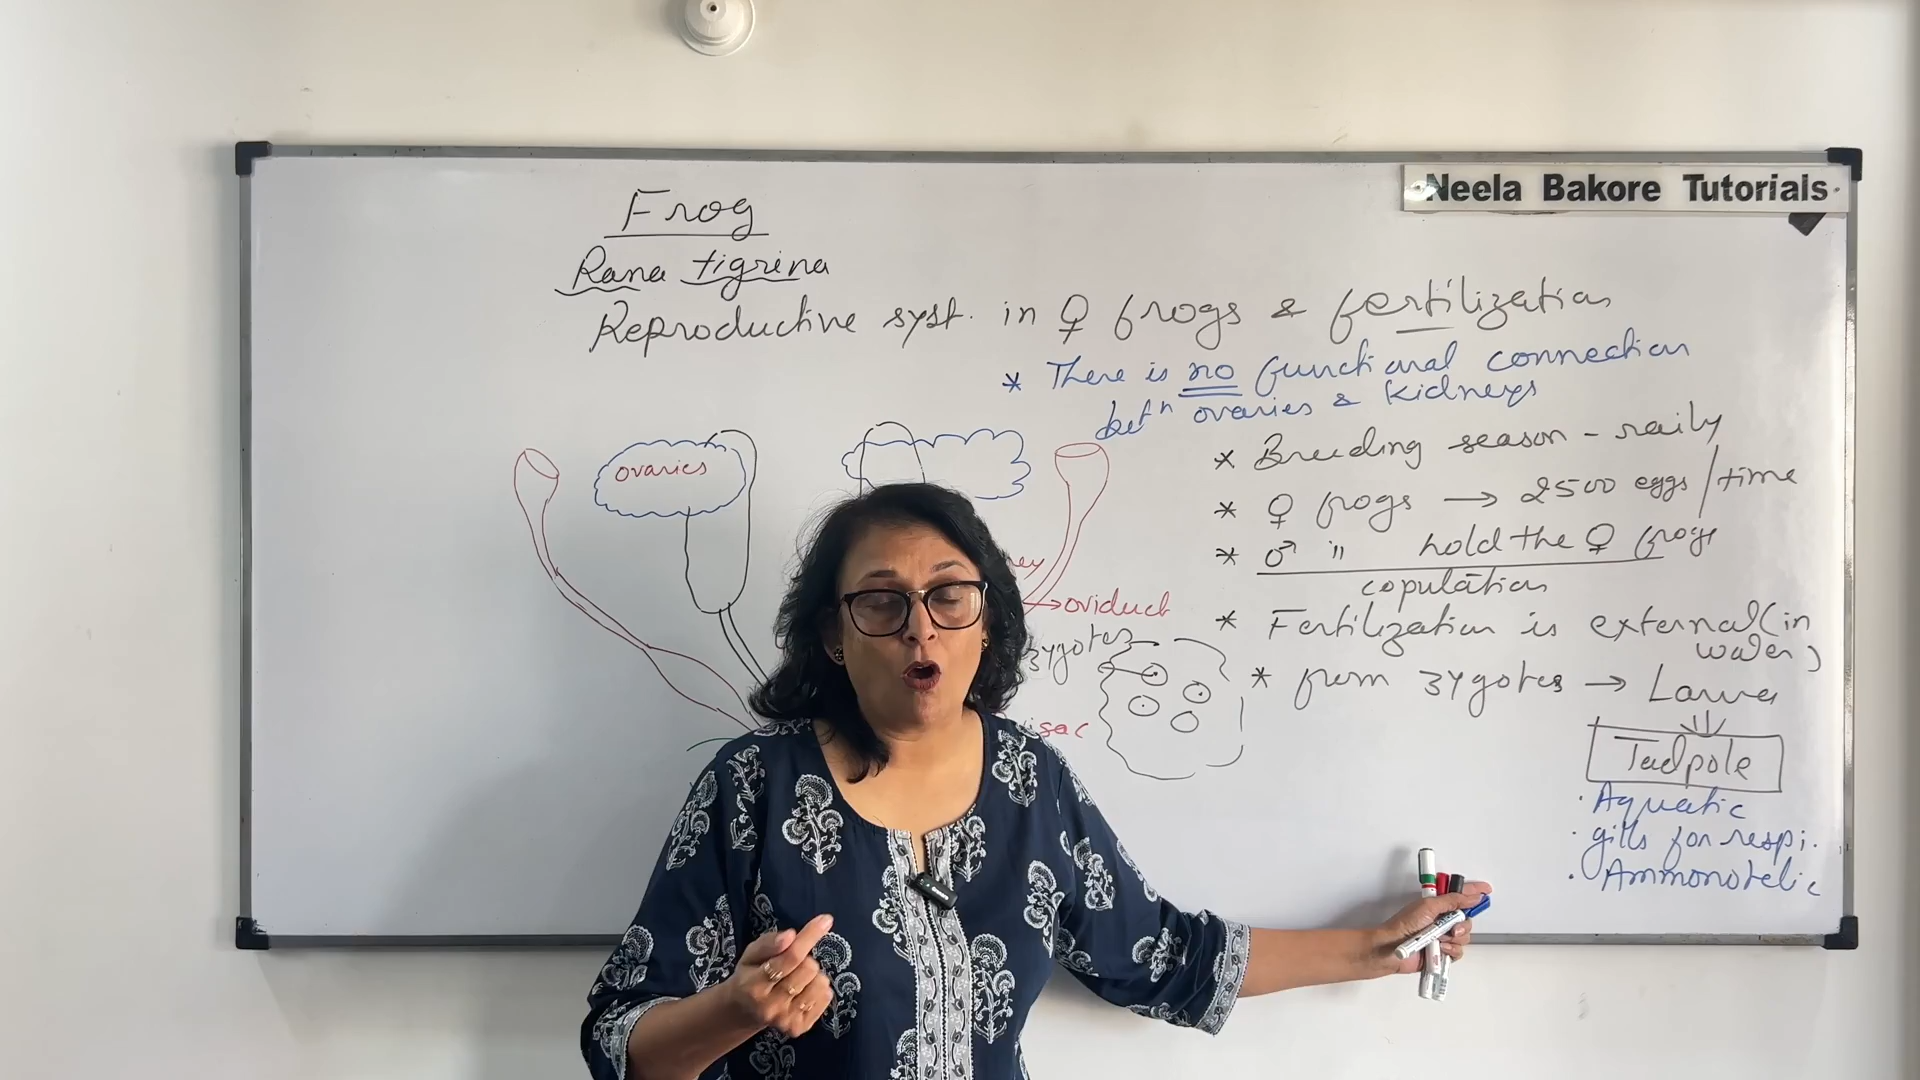 Neela Bakore Tutorials
Frog
Rana tigrina
Reproductive syst. in ♀ frogs & fertilization
* There is no functional connection
betⁿ ovaries & kidneys
* Breeding season - raily
* ♀ frogs → 2500 eggs/time
* ♂ " hold the ♀ frogs
copulation
* Fertilization is external (in
water)
* from zygotes → Larva
Tadpole
· Aquatic
· gills for respi.
· Ammonotelic
ovaries
→ oviduct
zygotes